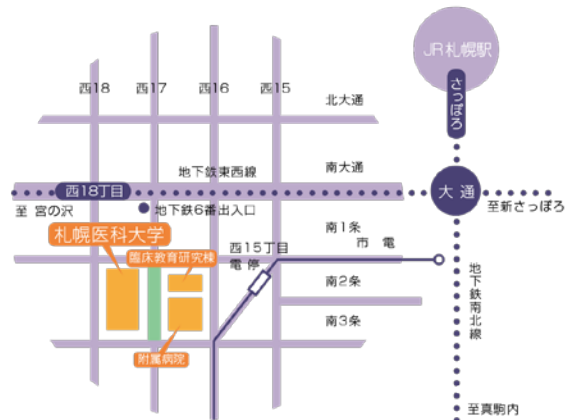 JR札幌駅
さっぽろ
西18
西17
西16
西15
北大通
地下鉄東西線
南大通
西18丁目
大通
至 宮の沢
地下鉄6番出入口
至新さっぽろ
札幌医科大学
南1条
市電
西15丁目
電停
臨床教育研究棟
南2条
地下鉄南北線
南3条
附属病院
至真駒内